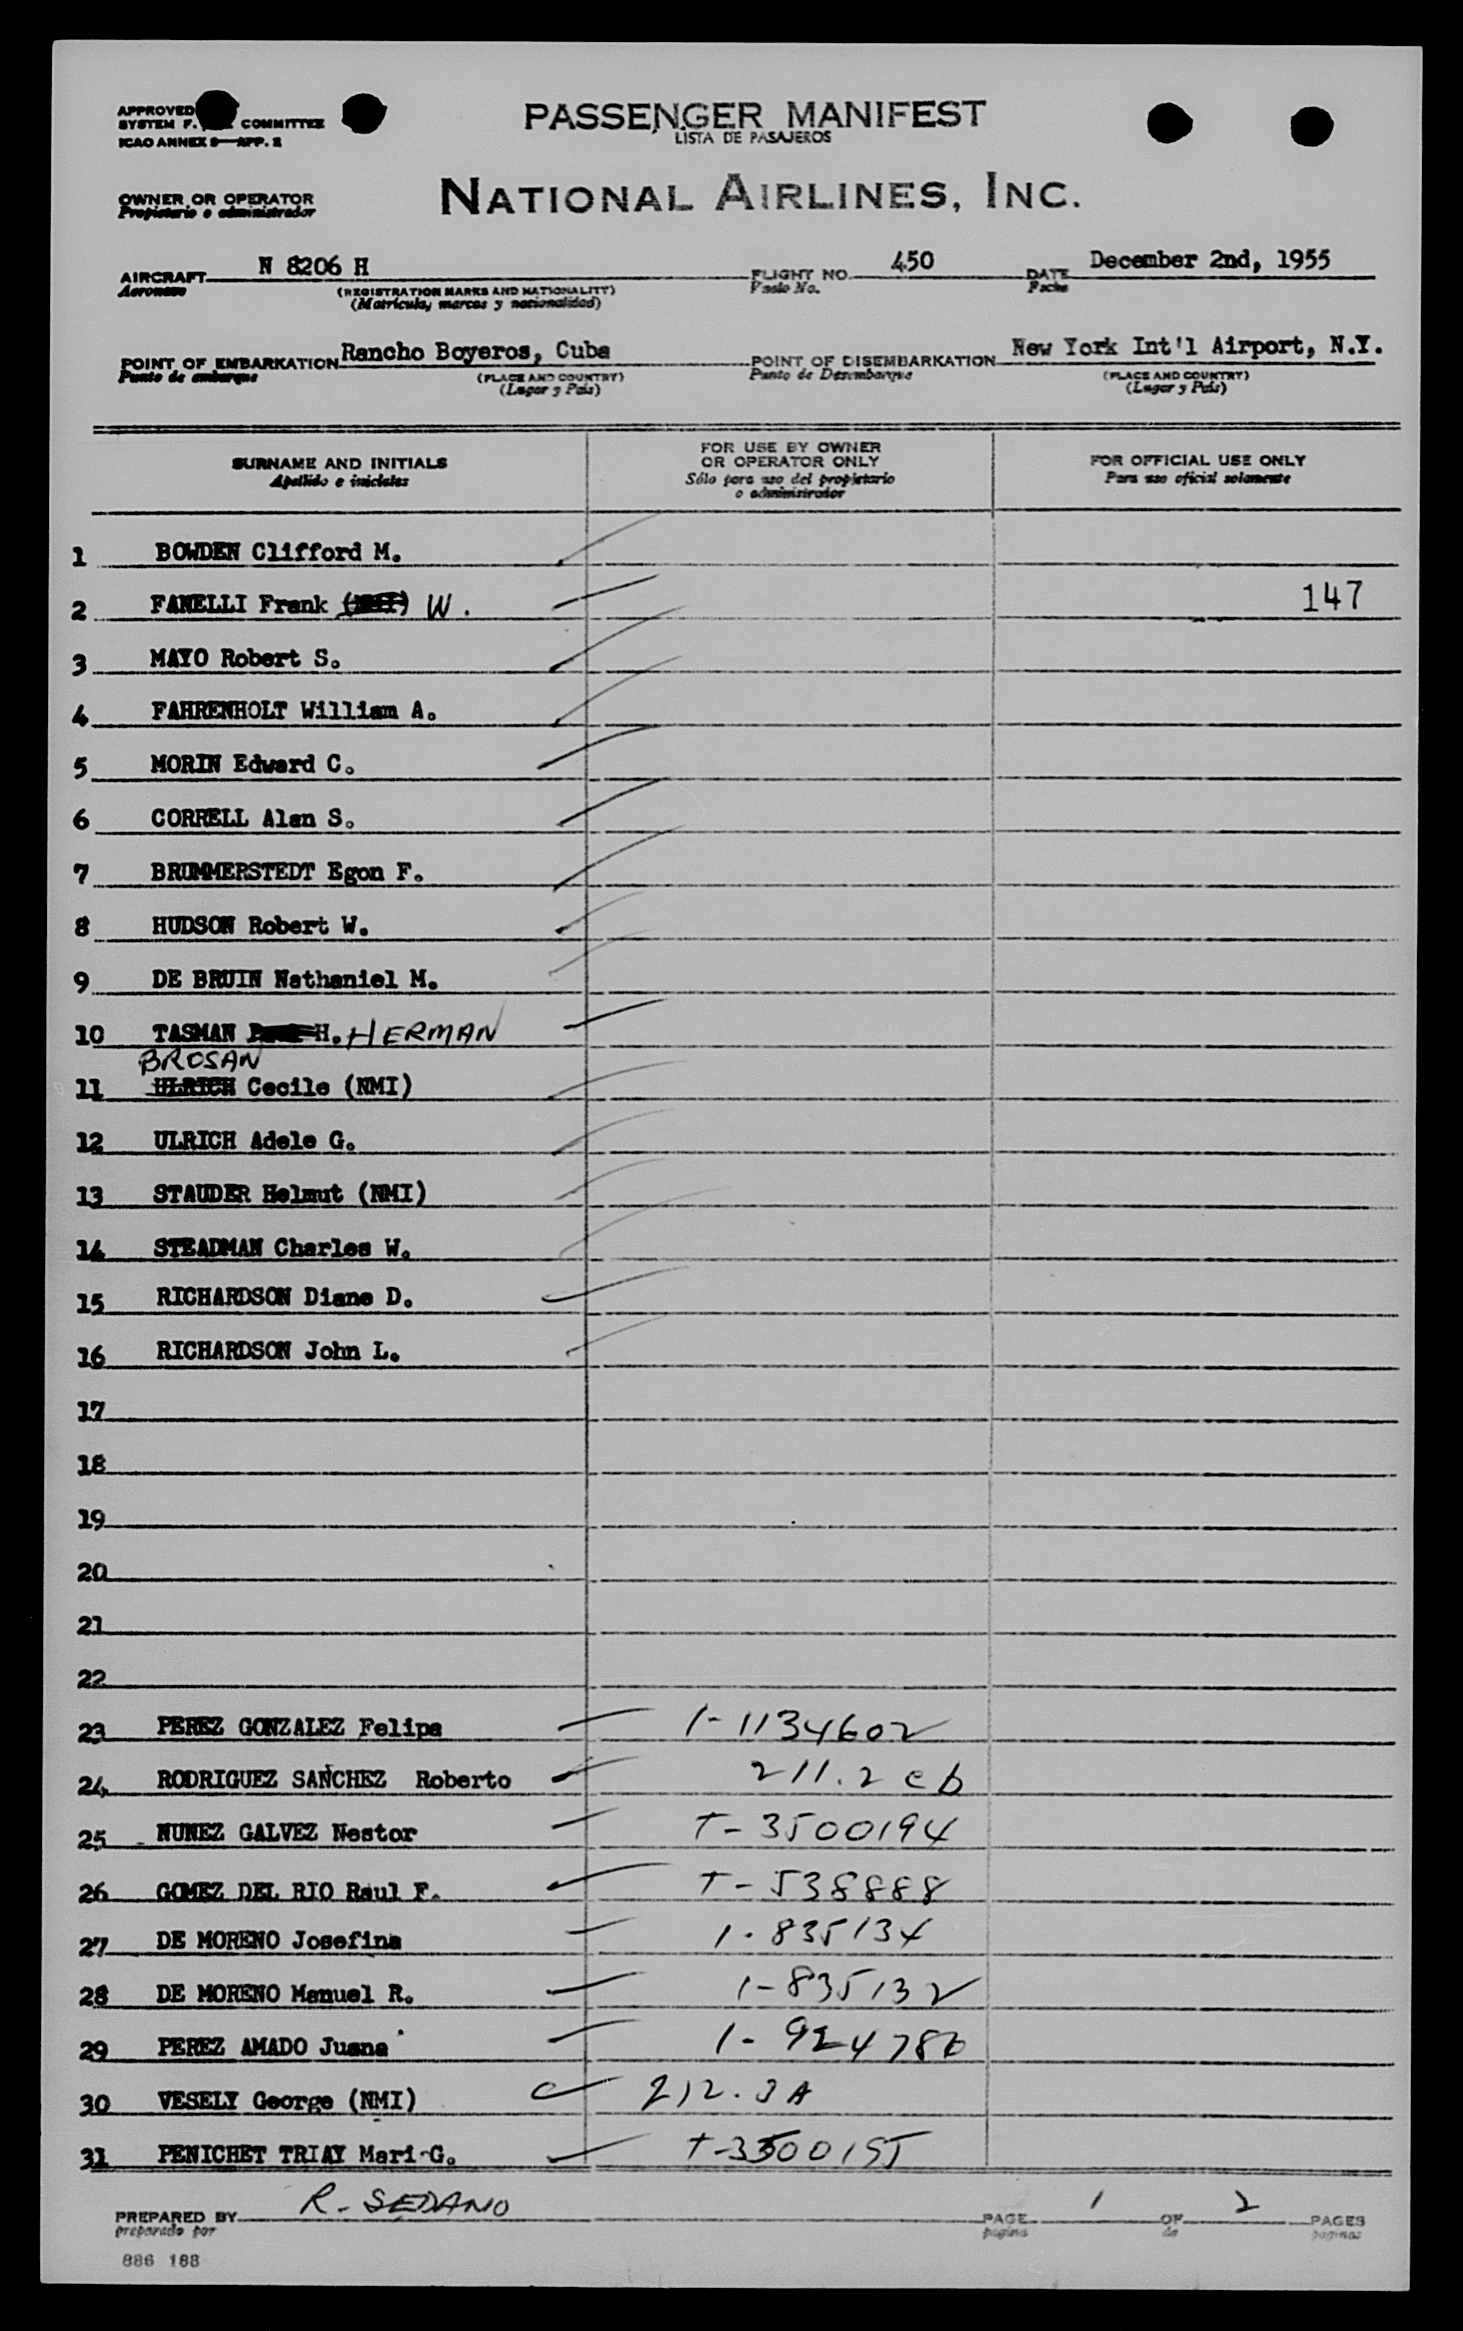 APPROVED COMMITTEE
SYSTEM F.
ICAO ANNEX 9—APP. 2
PASSENGER MANIFEST
LISTA DE PASAJEROS
OWNER OR OPERATOR
Propietario o administrador
NATIONAL AIRLINES, INC.
AIRCRAFT N 8206 H FLIGHT NO. 450 DATE December 2nd, 1955
Aeronave (REGISTRATION MARKS AND NATIONALITY) Vuelo No. Fecha
(Matrícula, marcas y nacionalidad)
POINT OF EMBARKATION Rancho Boyeros, Cuba POINT OF DISEMBARKATION New York Int'l Airport, N.Y.
Punto de embarque (PLACE AND COUNTRY) Punto de Desembarque (PLACE AND COUNTRY)
(Lugar y País) (Lugar y País)
SURNAME AND INITIALS
Apellido e iniciales
FOR USE BY OWNER
OR OPERATOR ONLY
Sólo para uso del propietario
o administrador
FOR OFFICIAL USE ONLY
Para uso oficial solamente
1 BOWDEN Clifford M.
2 FANELLI Frank W. 147
3 MAYO Robert S.
4 FAHRENHOLT William A.
5 MORIN Edward C.
6 CORRELL Alan S.
7 BRUMMERSTEDT Egon F.
8 HUDSON Robert W.
9 DE BRUIN Nathaniel M.
10 TASMAN H. HERMAN
BROSAN
11 ULRICH Cecile (NMI)
12 ULRICH Adele G.
13 STAUDER Helmut (NMI)
14 STEADMAN Charles W.
15 RICHARDSON Diane D.
16 RICHARDSON John L.
17
18
19
20
21
22
23 PEREZ GONZALEZ Felipe 1-1134602
24 RODRIGUEZ SANCHEZ Roberto 211.2 c b
25 NUNEZ GALVEZ Nestor T-3500194
26 GOMEZ DEL RIO Raul F. T-538888
27 DE MORENO Josefina 1-835134
28 DE MORENO Manuel R. 1-835132
29 PEREZ AMADO Juana 1-924786
30 VESELY George (NMI) 212.3A
31 PENICHET TRIAY Mari G. T-3500195
PREPARED BY R. SEDANO PAGE 1 OF 2 PAGES
preparado por página de páginas
886 188